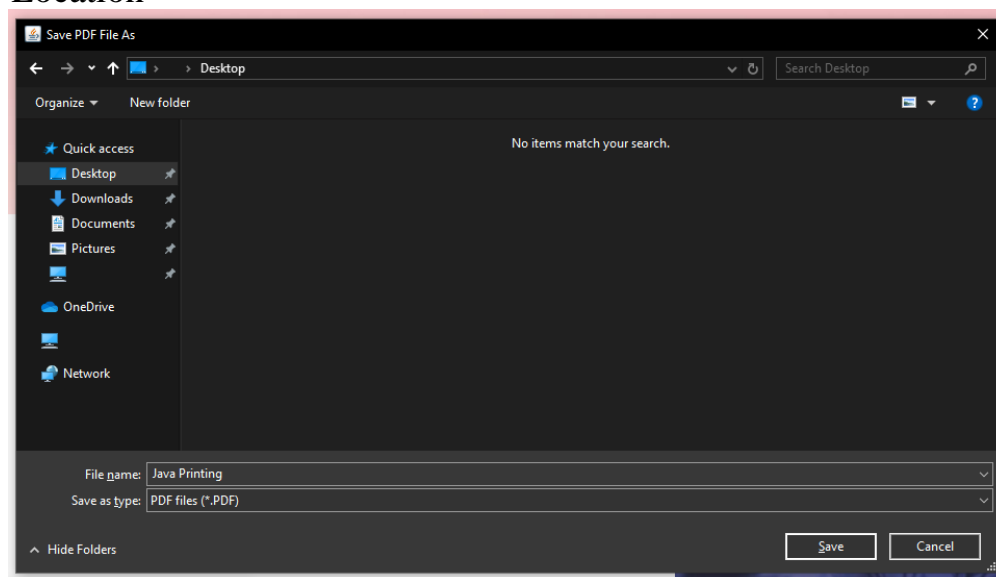 Location
Save PDF File As
Desktop
Search Desktop
Organize
New folder
No items match your search.
Quick access
Desktop
Downloads
Documents
Pictures
OneDrive
Network
File name: Java Printing
Save as type: PDF files (*.PDF)
Hide Folders
Save
Cancel